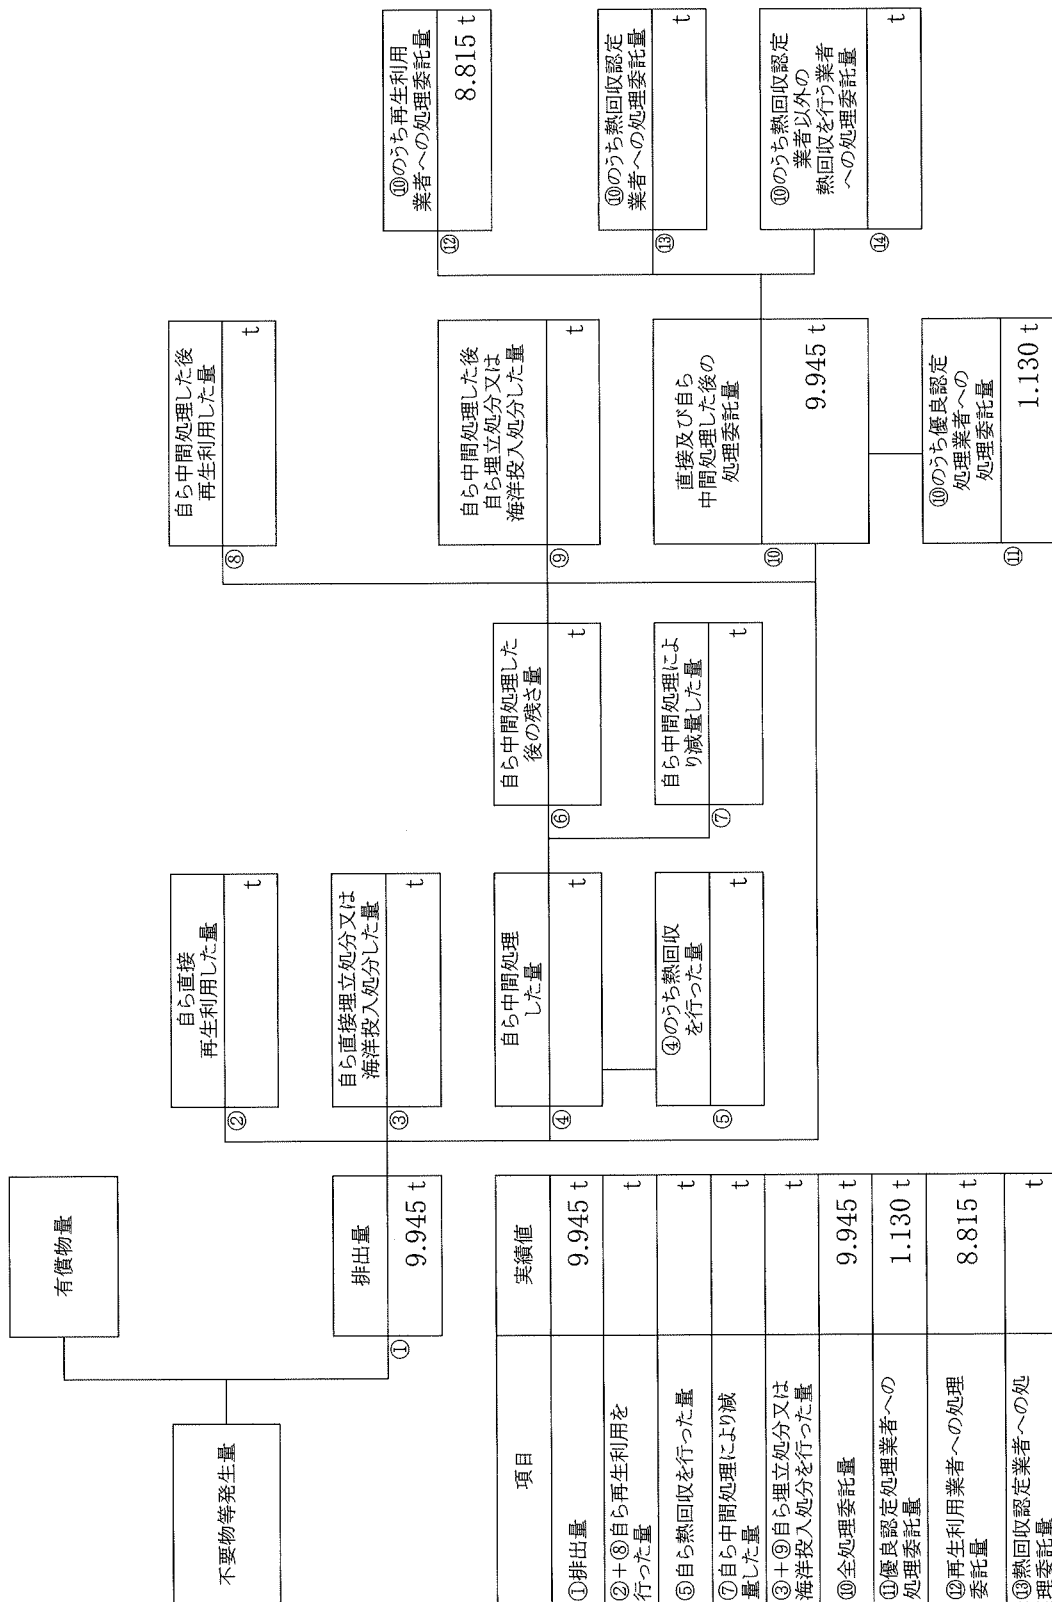 不要物等発生量
有償物量
排出量
① 9.945 t
自ら直接
再生利用した量
② t
自ら直接埋立処分又は
海洋投入処分した量
③ t
自ら中間処理
した量
④ t
④のうち熱回収
を行った量
⑤ t
自ら中間処理した
後の残さ量
⑥ t
自ら中間処理によ
り減量した量
⑦ t
自ら中間処理した後
再生利用した量
⑧ t
自ら中間処理した後
自ら埋立処分又は
海洋投入処分した量
⑨ t
直接及び自ら
中間処理した後の
処理委託量
⑩ 9.945 t
⑩のうち優良認定
処理業者への
処理委託量
⑪ 1.130 t
⑩のうち再生利用
業者への処理委託量
⑫ 8.815 t
⑩のうち熱回収認定
業者への処理委託量
⑬ t
⑩のうち熱回収認定
業者以外の
熱回収を行う業者
への処理委託量
⑭ t
項目 実績値
①排出量 9.945 t
②+⑧自ら再生利用を
行った量 t
⑤自ら熱回収を行った量 t
⑦自ら中間処理により減
量した量 t
③+⑨自ら埋立処分又は
海洋投入処分を行った量 t
⑩全処理委託量 9.945 t
⑪優良認定処理業者への
処理委託量 1.130 t
⑫再生利用業者への処理
委託量 8.815 t
⑬熱回収認定業者への処
理委託量 t